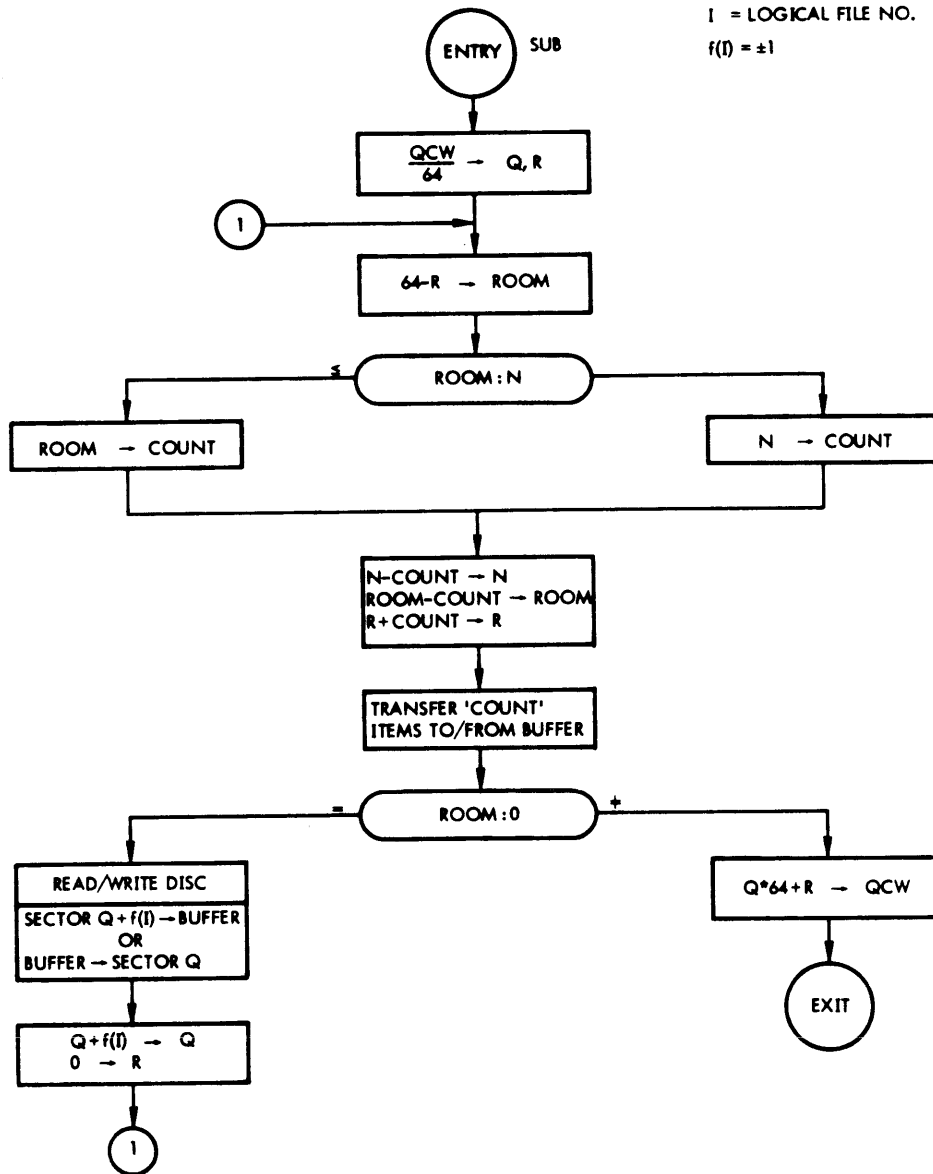 I = LOGICAL FILE NO.
f(I) = ±1
ENTRY SUB
QCW
64 → Q, R
1
64-R → ROOM
≤ ROOM : N
ROOM → COUNT
N → COUNT
N-COUNT → N
ROOM-COUNT → ROOM
R+COUNT → R
TRANSFER 'COUNT'
ITEMS TO/FROM BUFFER
= ROOM : 0 ≠
READ/WRITE DISC
SECTOR Q + f(I) → BUFFER
OR
BUFFER → SECTOR Q
Q*64+R → QCW
EXIT
Q+f(I) → Q
0 → R
1